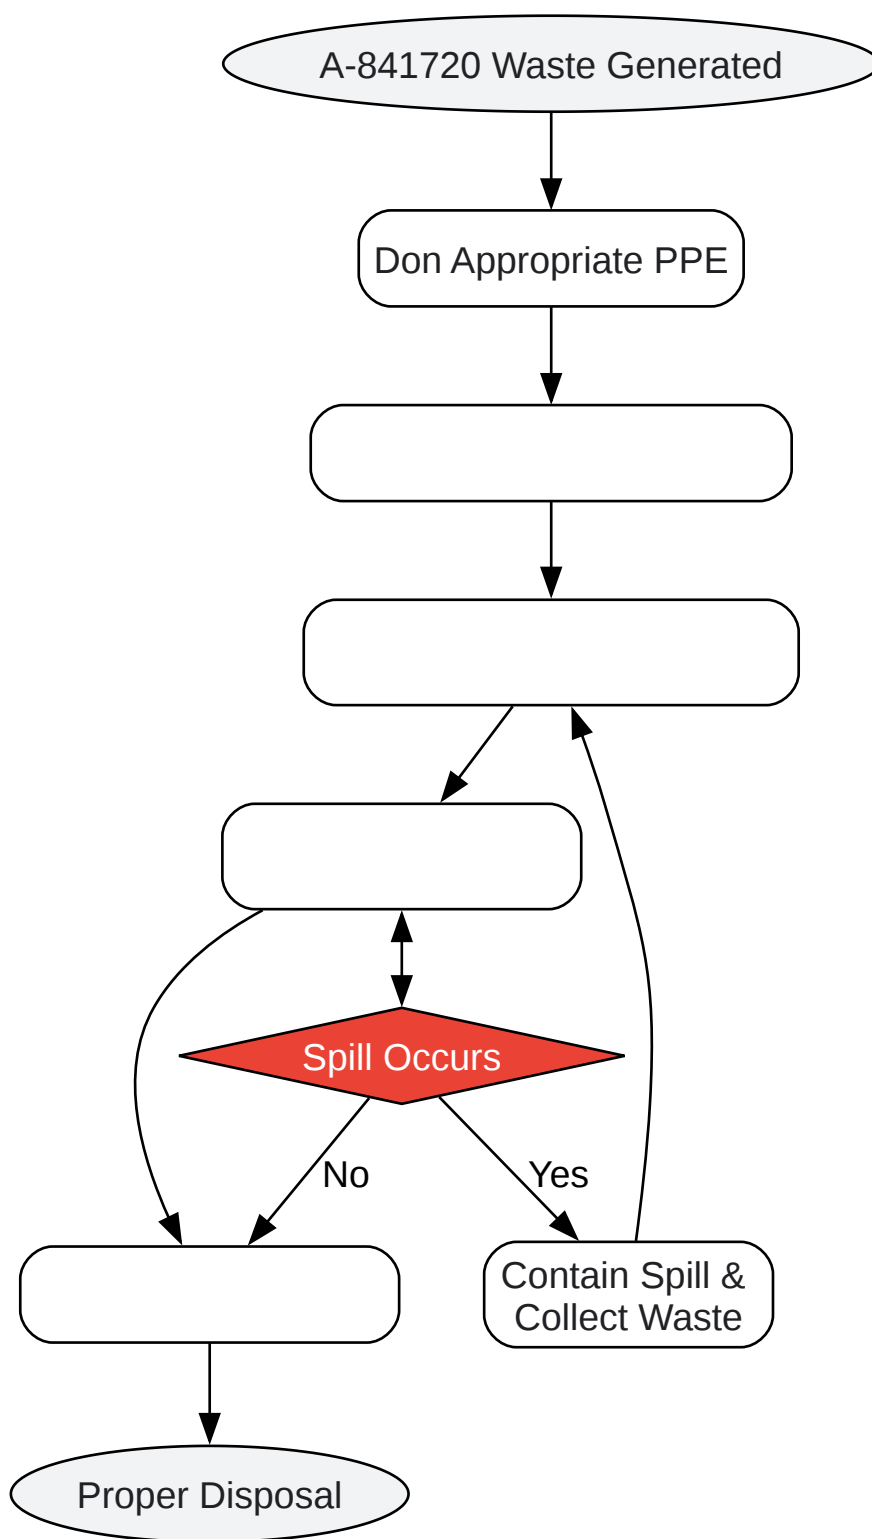 A-841720 Waste Generated
Don Appropriate PPE
Spill Occurs
No
Yes
Contain Spill &
Collect Waste
Proper Disposal